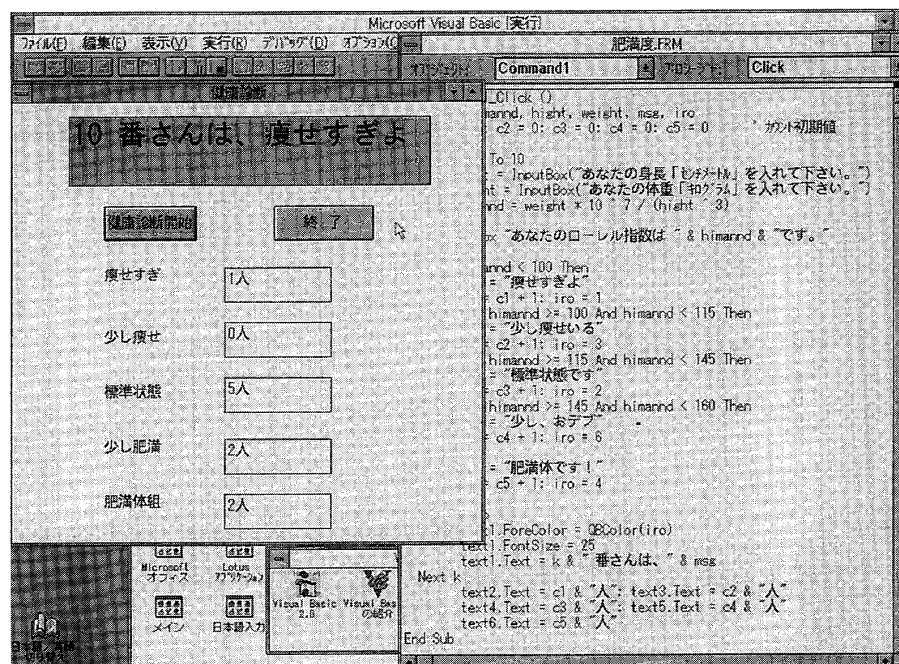 Microsoft Visual Basic [実行]
ファイル(F) 編集(E) 表示(V) 実行(R) デバッグ(D) オプション(O
肥満度.FRM
オブジェクト: Command1 プロシージャ: Click
健康診断
10 番さんは、痩せすぎよ
健康診断開始
終 了
痩せすぎ 1人
少し痩せ 0人
標準状態 5人
少し肥満 2人
肥満体組 2人
_Click ()
mannd, hight, weight, msg, iro
c2 = 0: c3 = 0: c4 = 0: c5 = 0 ' カウント初期値
To 10
= InputBox("あなたの身長「センチメートル」を入れて下さい。")
nt = InputBox("あなたの体重「キログラム」を入れて下さい。")
nd = weight * 10 ^ 7 / (hight ^ 3)
ox "あなたのローレル指数は " & himannd & "です。"
annd < 100 Then
= "痩せすぎよ"
= c1 + 1: iro = 1
himannd >= 100 And himannd < 115 Then
= "少し痩せいる"
= c2 + 1: iro = 3
himannd >= 115 And himannd < 145 Then
= "標準状態です"
= c3 + 1: iro = 2
himannd >= 145 And himannd < 160 Then
= "少し、おデブ"
= c4 + 1: iro = 6
= "肥満体です！"
= c5 + 1: iro = 4
text1.ForeColor = QBColor(iro)
text1.FontSize = 25
text1.Text = k & " 番さんは、" & msg
Next k
text2.Text = c1 & "人": text3.Text = c2 & "人"
text4.Text = c3 & "人": text5.Text = c4 & "人"
text6.Text = c5 & "人"
End Sub
Microsoft オフィス
Lotus アプリケーション
メイン
日本語入力
Visual Basic 2.0
Visual Bas の紹介